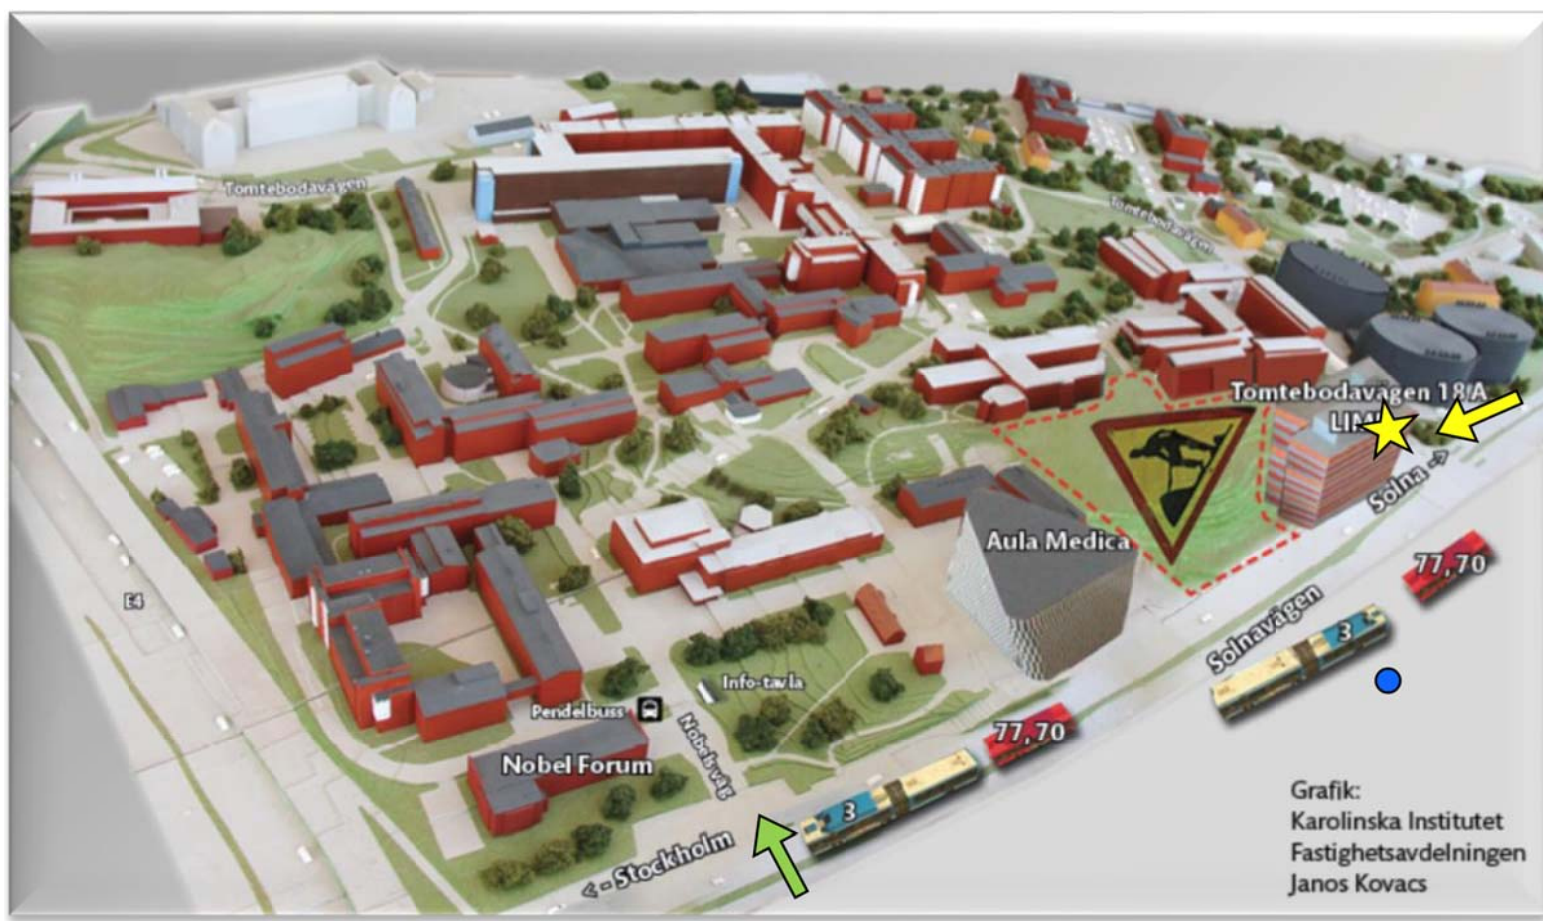 Tomtebodavägen
Tomtebodavägen
Tomtebodavägen 18A
Solna ->
Aula Medica
77, 70
E4
Solnavägen
3
Info-tavla
Pendelbuss
Nobels väg
77, 70
Nobel Forum
3
<- Stockholm
Grafik:
Karolinska Institutet
Fastighetsavdelningen
Janos Kovacs